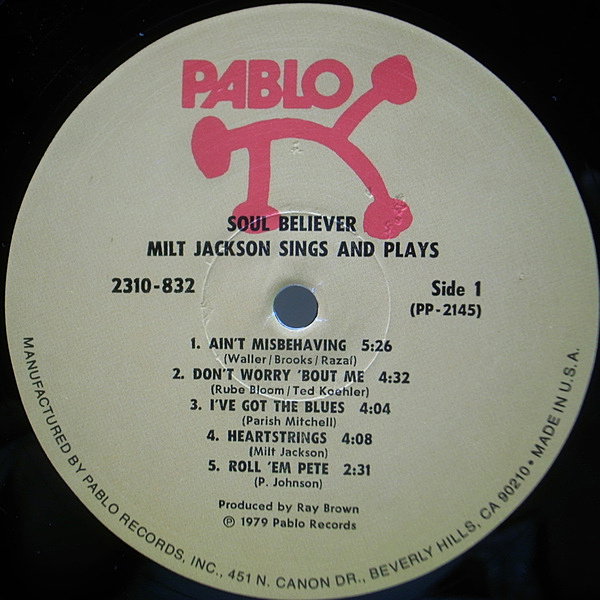 PABLO
SOUL BELIEVER
MILT JACKSON SINGS AND PLAYS
2310-832
Side 1
(PP-2145)
1. AIN'T MISBEHAVING 5:26
(Waller/Brooks/Razaf)
2. DON'T WORRY 'BOUT ME 4:32
(Rube Bloom/Ted Koehler)
3. I'VE GOT THE BLUES 4:04
(Parish Mitchell)
4. HEARTSTRINGS 4:08
(Milt Jackson)
5. ROLL 'EM PETE 2:31
(P. Johnson)
Produced by Ray Brown
℗ 1979 Pablo Records
MANUFACTURED BY PABLO RECORDS, INC., 451 N. CANON DR., BEVERLY HILLS, CA 90210 • MADE IN U.S.A.